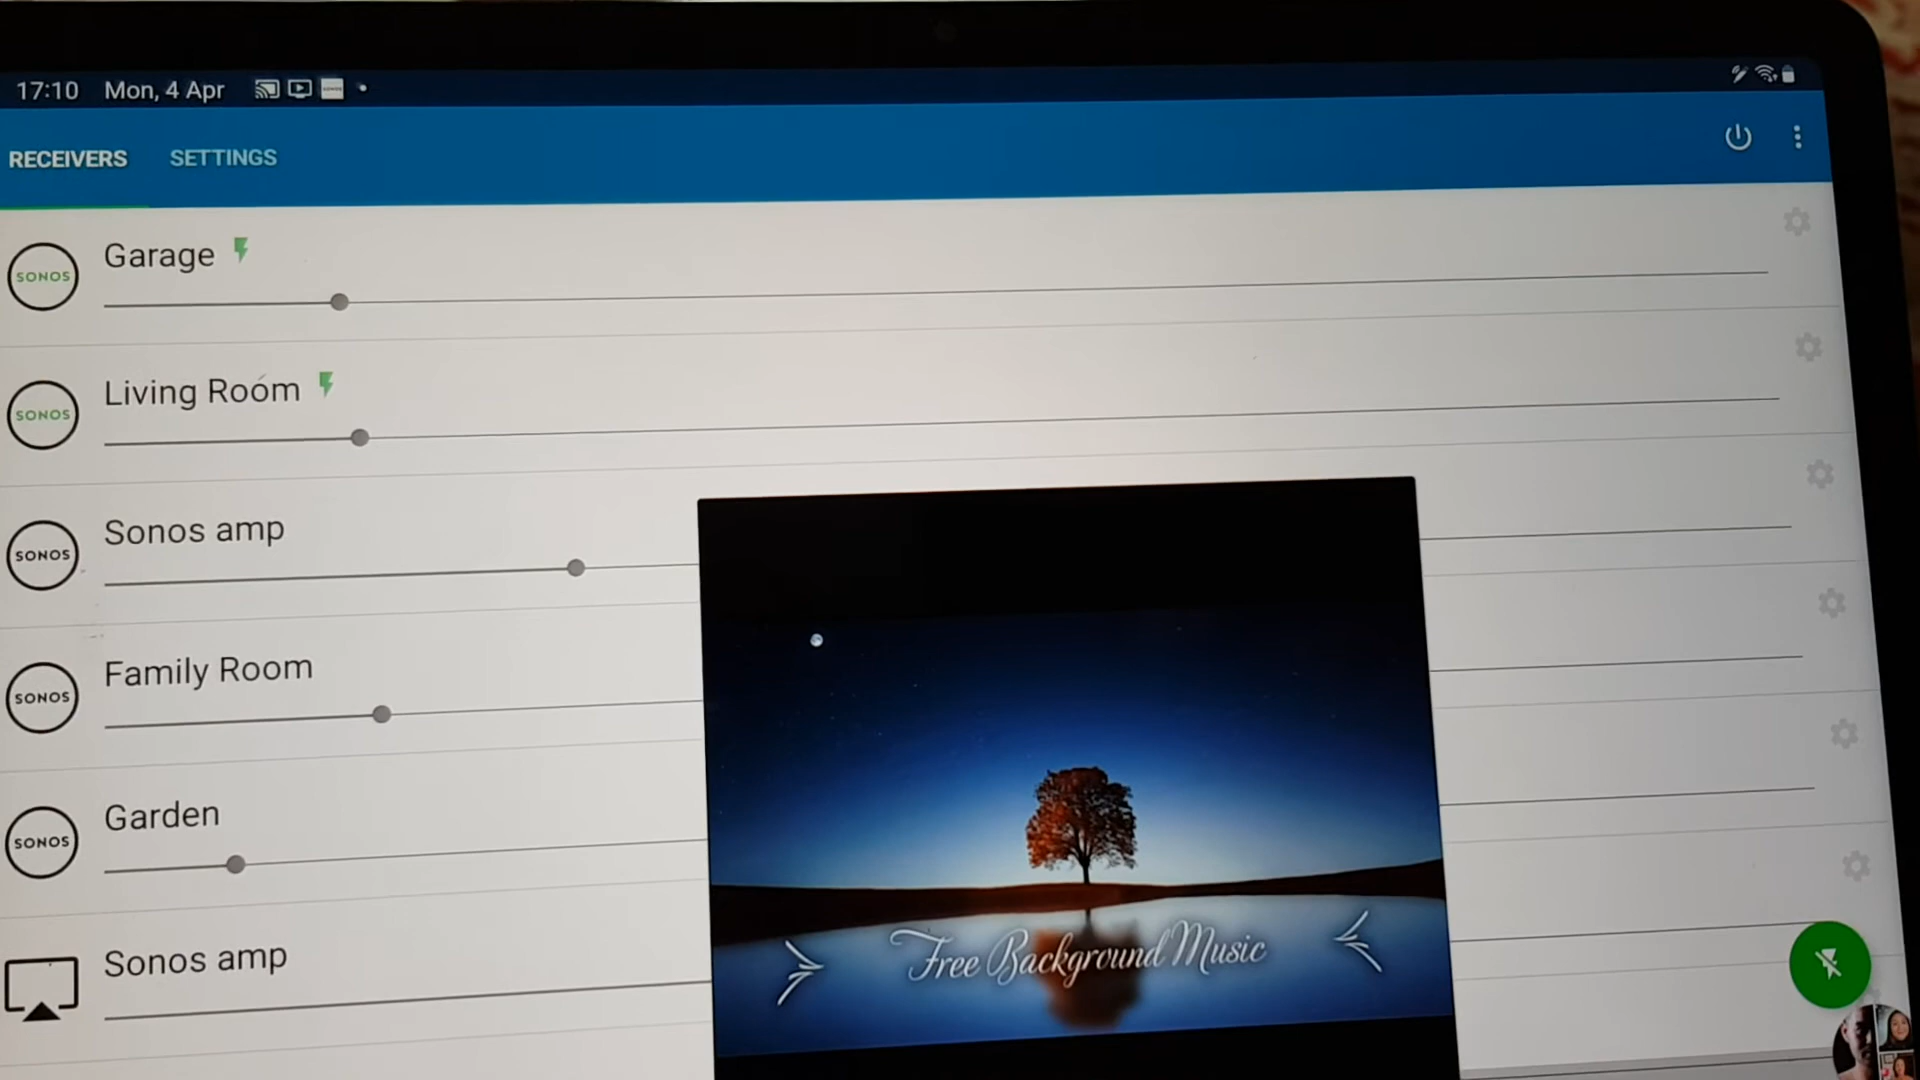 17:10 Mon, 4 Apr
RECEIVERS SETTINGS
SONOS Garage
SONOS Living Room
SONOS Sonos amp
SONOS Family Room
SONOS Garden
Sonos amp
Free Background Music